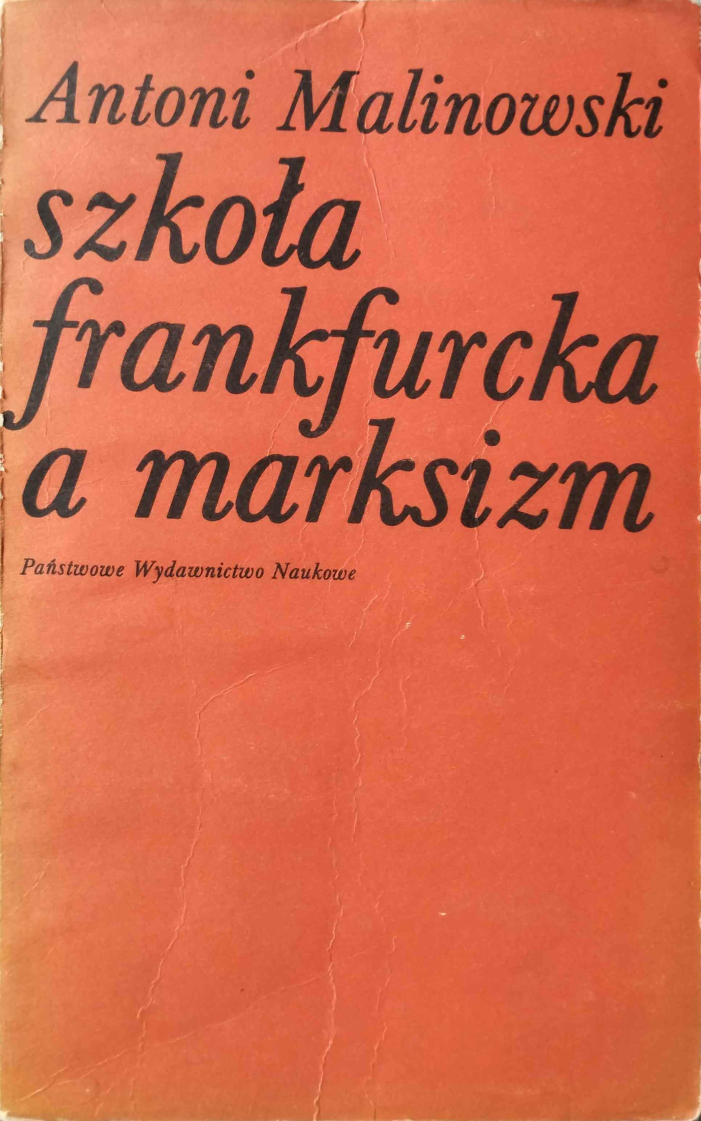 Antoni Malinowski
szkoła
frankfurcka
a marksizm
Państwowe Wydawnictwo Naukowe